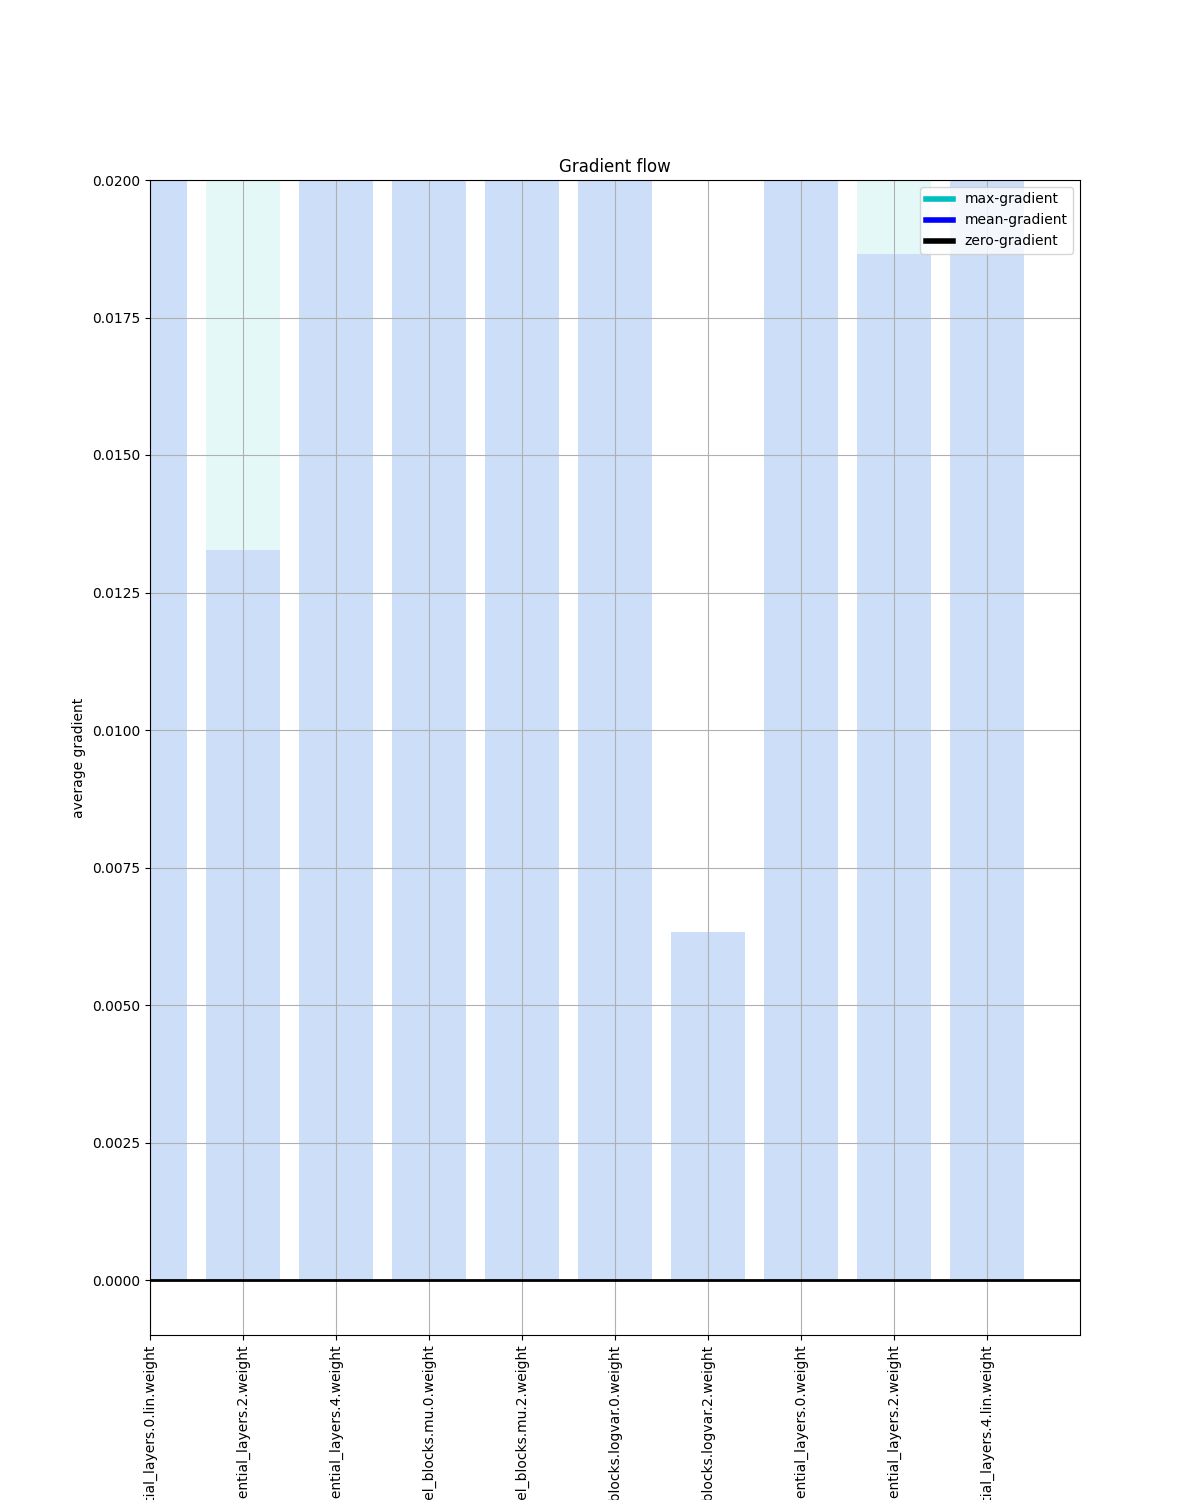 Gradient flow
max-gradient
mean-gradient
zero-gradient
0.0200
0.0175
0.0150
0.0125
0.0100
0.0075
0.0050
0.0025
0.0000
average gradient
tial_layers.0.lin.weight
ential_layers.2.weight
ential_layers.4.weight
el_blocks.mu.0.weight
el_blocks.mu.2.weight
blocks.logvar.0.weight
blocks.logvar.2.weight
ential_layers.0.weight
ential_layers.2.weight
tial_layers.4.lin.weight